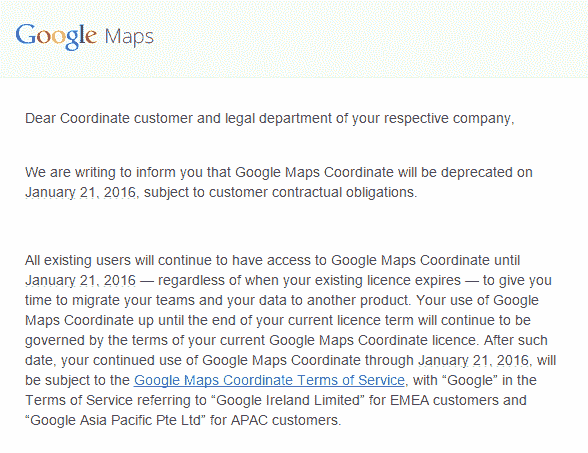 Google Maps
Dear Coordinate customer and legal department of your respective company,
We are writing to inform you that Google Maps Coordinate will be deprecated on
January 21, 2016, subject to customer contractual obligations.
All existing users will continue to have access to Google Maps Coordinate until
January 21, 2016 — regardless of when your existing licence expires — to give you
time to migrate your teams and your data to another product. Your use of Google
Maps Coordinate up until the end of your current licence term will continue to be
governed by the terms of your current Google Maps Coordinate licence. After such
date, your continued use of Google Maps Coordinate through January 21, 2016, will
be subject to the Google Maps Coordinate Terms of Service, with “Google” in the
Terms of Service referring to “Google Ireland Limited” for EMEA customers and
“Google Asia Pacific Pte Ltd” for APAC customers.